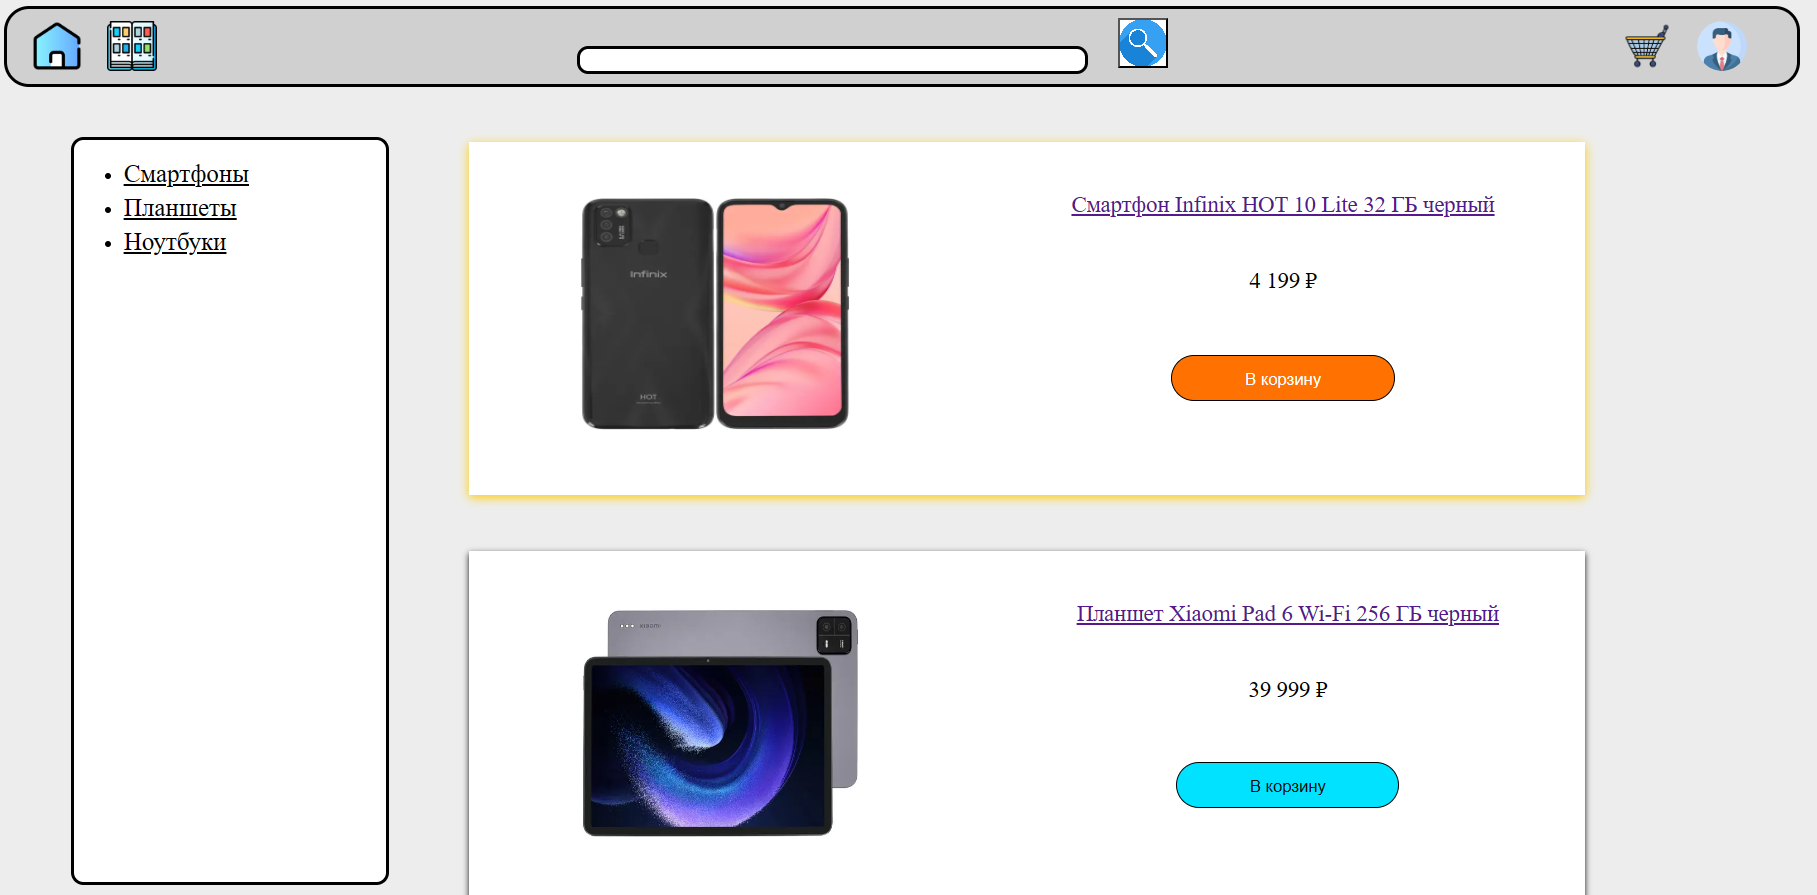 Смартфоны
Планшеты
Ноутбуки
Смартфон Infinix HOT 10 Lite 32 ГБ черный
4 199 ₽
В корзину
Infinix
HOT
Планшет Xiaomi Pad 6 Wi-Fi 256 ГБ черный
39 999 ₽
В корзину
xiaomi